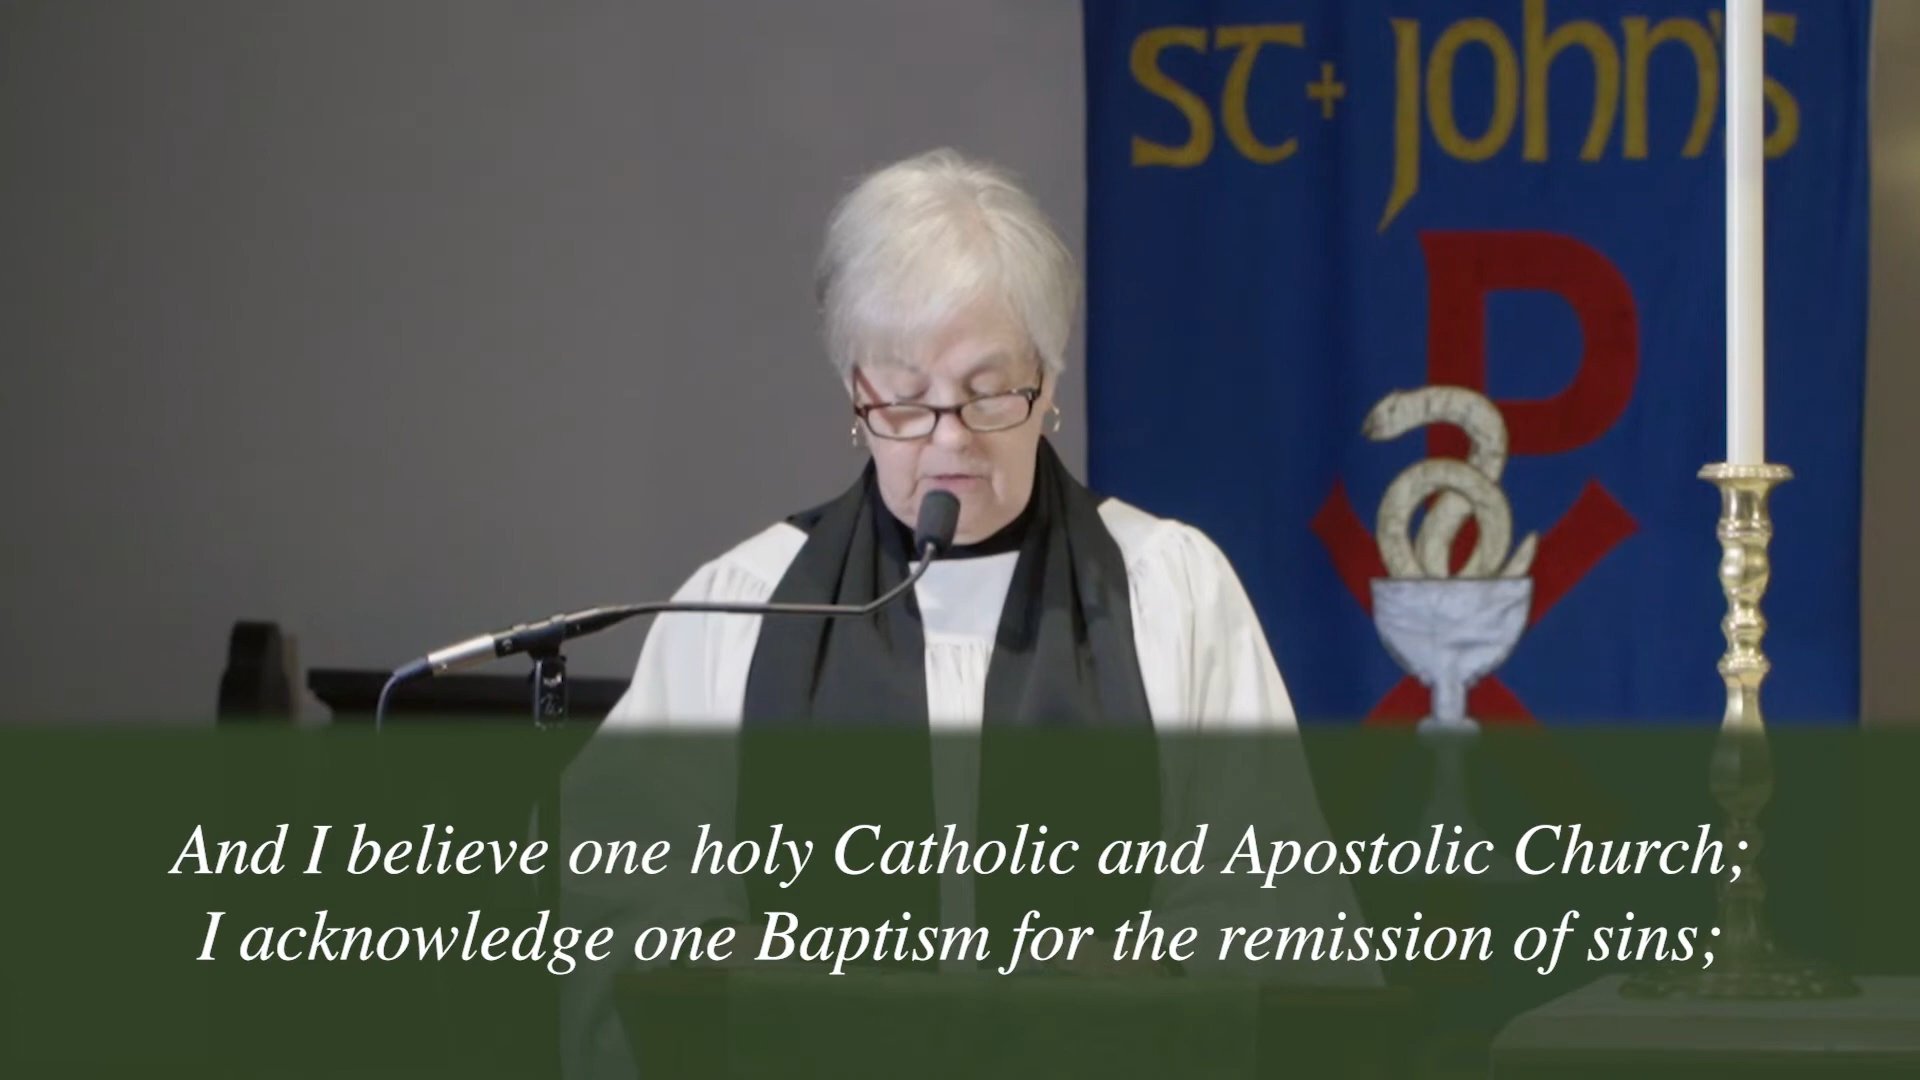 ST + John's
And I believe one holy Catholic and Apostolic Church;
I acknowledge one Baptism for the remission of sins;